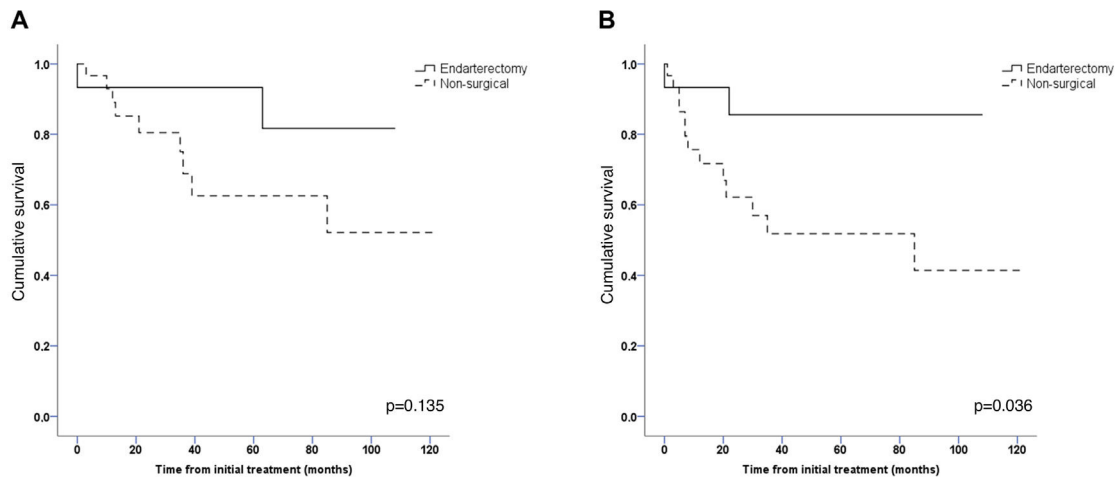 A
Cumulative survival
1.0
0.8
0.6
0.4
0.2
0.0
Endarterectomy
Non-surgical
p=0.135
0 20 40 60 80 100 120
Time from initial treatment (months)
B
Cumulative survival
1.0
0.8
0.6
0.4
0.2
0.0
Endarterectomy
Non-surgical
p=0.036
0 20 40 60 80 100 120
Time from initial treatment (months)